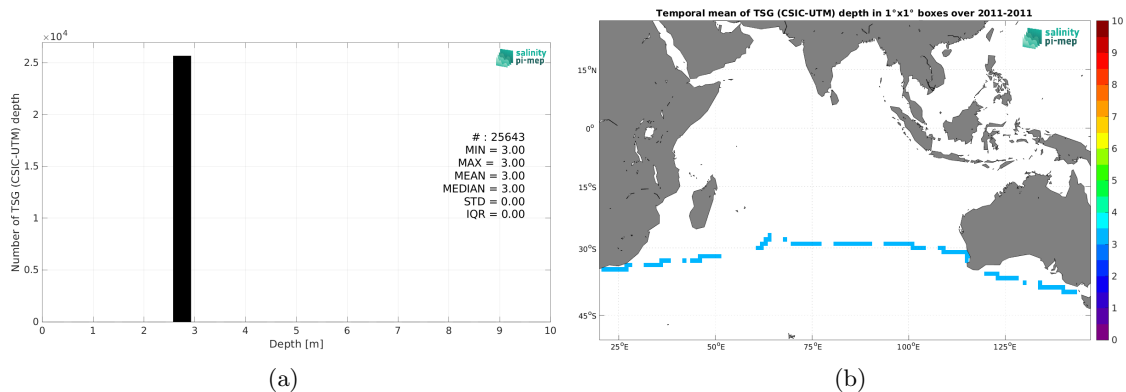 ×10⁴
2.5
2
1.5
1
0.5
0
0 1 2 3 4 5 6 7 8 9 10
Number of TSG (CSIC-UTM) depth
Depth [m]
salinity
pi-mep
# : 25643
MIN = 3.00
MAX = 3.00
MEAN = 3.00
MEDIAN = 3.00
STD = 0.00
IQR = 0.00
(a)
Temporal mean of TSG (CSIC-UTM) depth in 1°x1° boxes over 2011-2011
salinity
pi-mep
15°N
0°
15°S
30°S
45°S
25°E 50°E 75°E 100°E 125°E
10
9
8
7
6
5
4
3
2
1
0
(b)